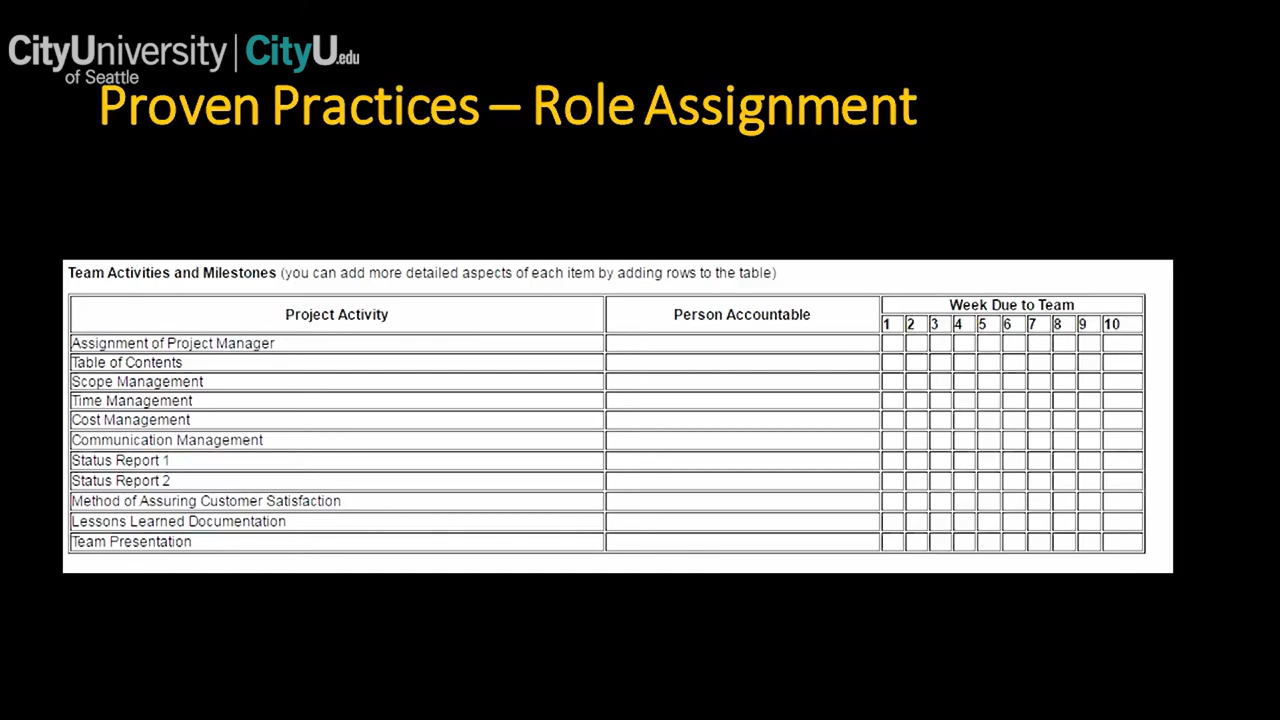 CityUniversity | CityU.edu
of Seattle
Proven Practices – Role Assignment
Team Activities and Milestones (you can add more detailed aspects of each item by adding rows to the table)
Project Activity Person Accountable Week Due to Team
1 2 3 4 5 6 7 8 9 10
Assignment of Project Manager
Table of Contents
Scope Management
Time Management
Cost Management
Communication Management
Status Report 1
Status Report 2
Method of Assuring Customer Satisfaction
Lessons Learned Documentation
Team Presentation